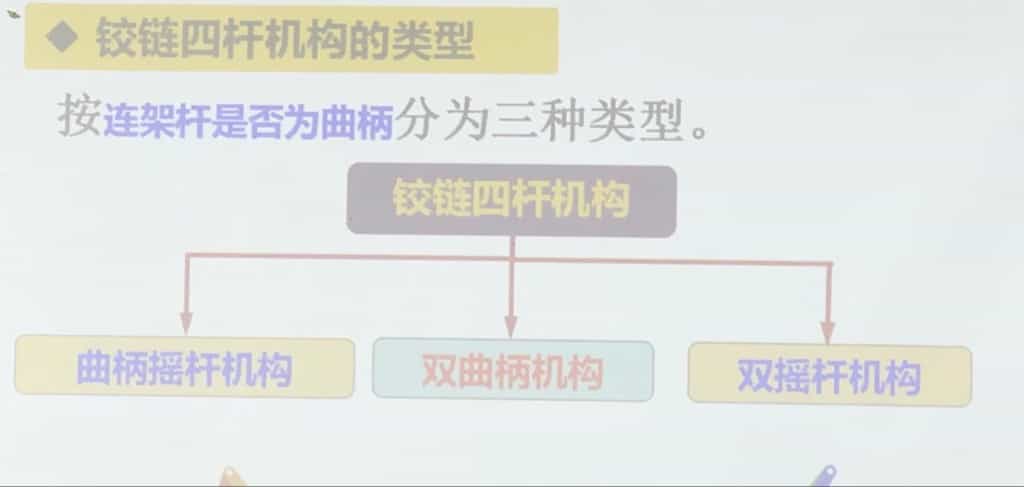 ◆ 铰链四杆机构的类型
按连架杆是否为曲柄分为三种类型。
铰链四杆机构
曲柄摇杆机构
双曲柄机构
双摇杆机构